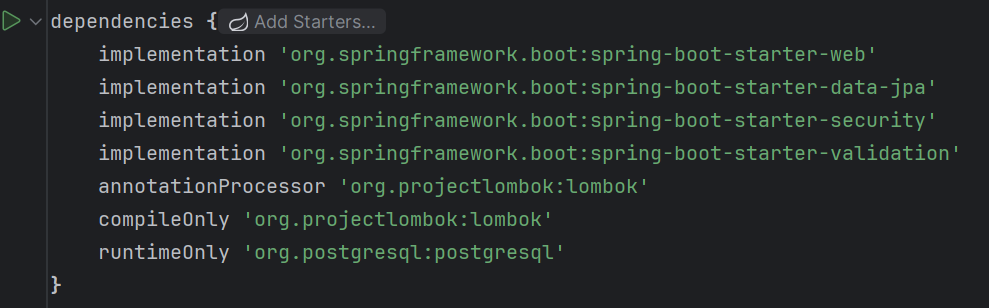 dependencies { Add Starters...
    implementation 'org.springframework.boot:spring-boot-starter-web'
    implementation 'org.springframework.boot:spring-boot-starter-data-jpa'
    implementation 'org.springframework.boot:spring-boot-starter-security'
    implementation 'org.springframework.boot:spring-boot-starter-validation'
    annotationProcessor 'org.projectlombok:lombok'
    compileOnly 'org.projectlombok:lombok'
    runtimeOnly 'org.postgresql:postgresql'
}